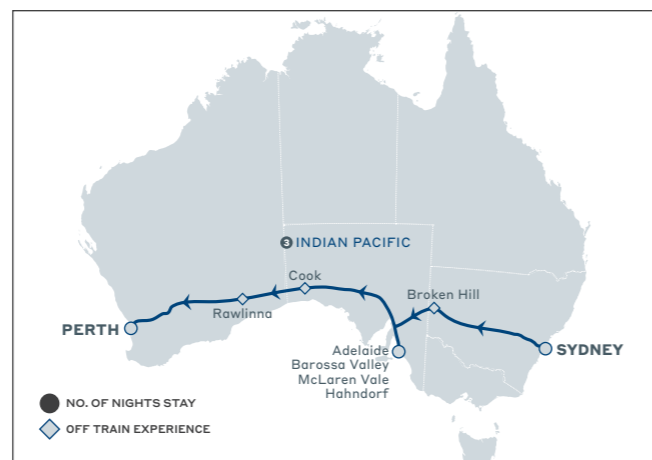 3 INDIAN PACIFIC
Cook
Broken Hill
Rawlinna
PERTH
SYDNEY
Adelaide
Barossa Valley
McLaren Vale
Hahndorf
NO. OF NIGHTS STAY
OFF TRAIN EXPERIENCE